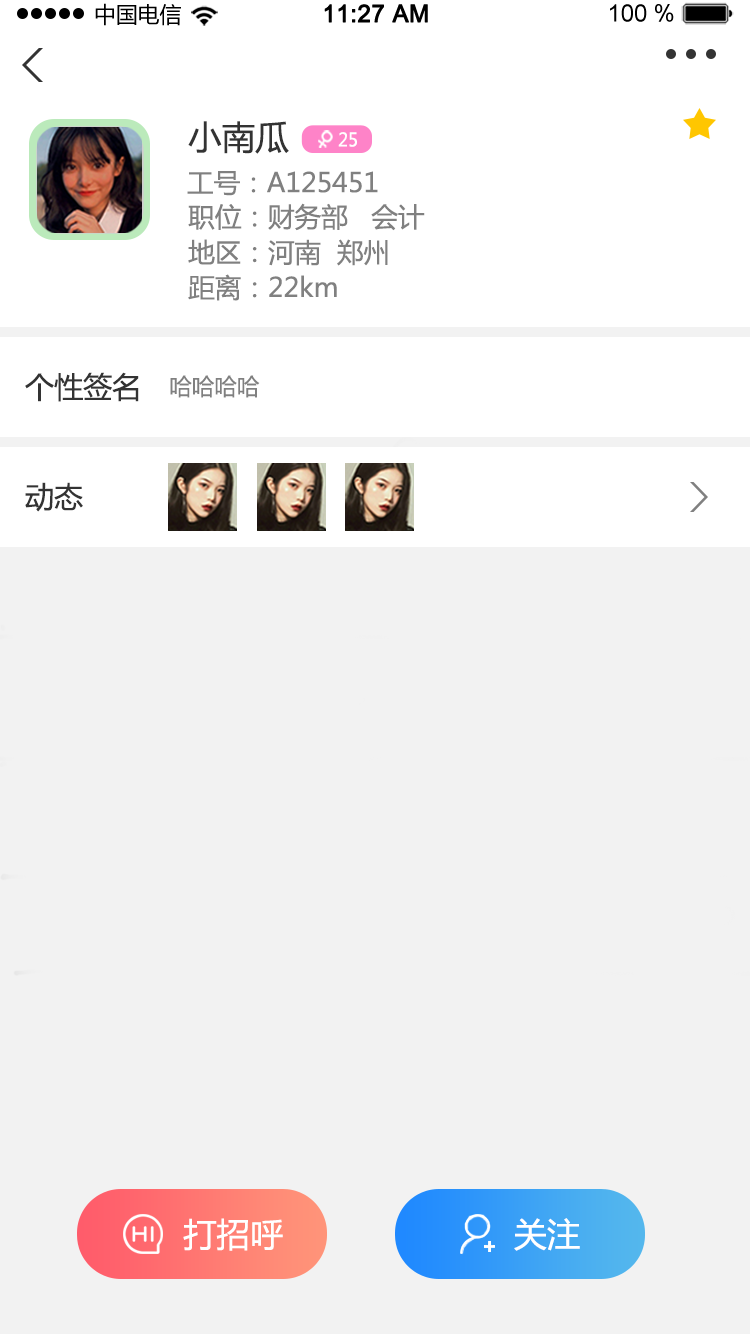 中国电信 11:27 AM 100 %
小南瓜 25
工号：A125451
职位：财务部 会计
地区：河南 郑州
距离：22km
个性签名 哈哈哈哈
动态
HI 打招呼 关注